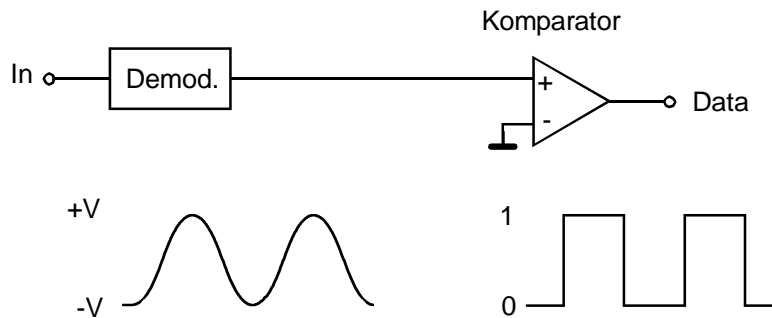 Komparator
In
Demod.
+
-
Data
+V
-V
1
0